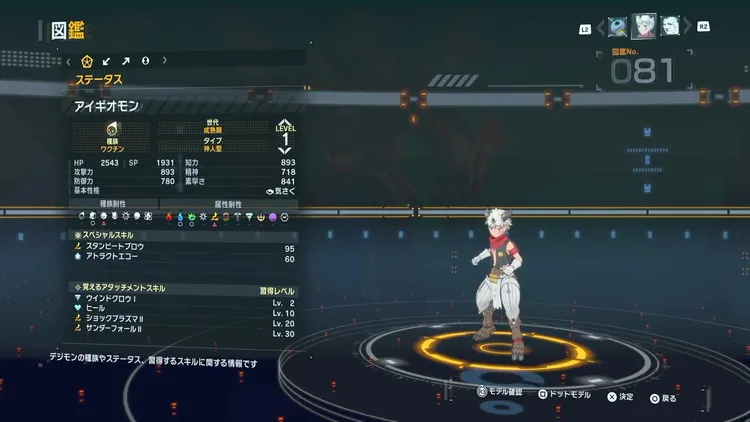 図鑑
L2
R2
図鑑No.
081
ステータス
アイギオモン
種族
ワクチン
世代
成熟期
タイプ
神人型
LEVEL
1
HP 2543 SP 1931 知力 893
攻撃力 893 精神 718
防御力 780 素早さ 841
基本性格 気さく
種族耐性 属性耐性
スペシャルスキル
スタンビートブロウ 95
アトラクトエコー 60
覚えるアタッチメントスキル 習得レベル
ウインドクロウⅠ Lv. 2
ヒール Lv. 10
ショックプラズマⅡ Lv. 20
サンダーフォールⅡ Lv. 30
デジモンの種族やステータス、習得するスキルに関する情報です
R3 モデル確認 ドットモデル 決定 戻る